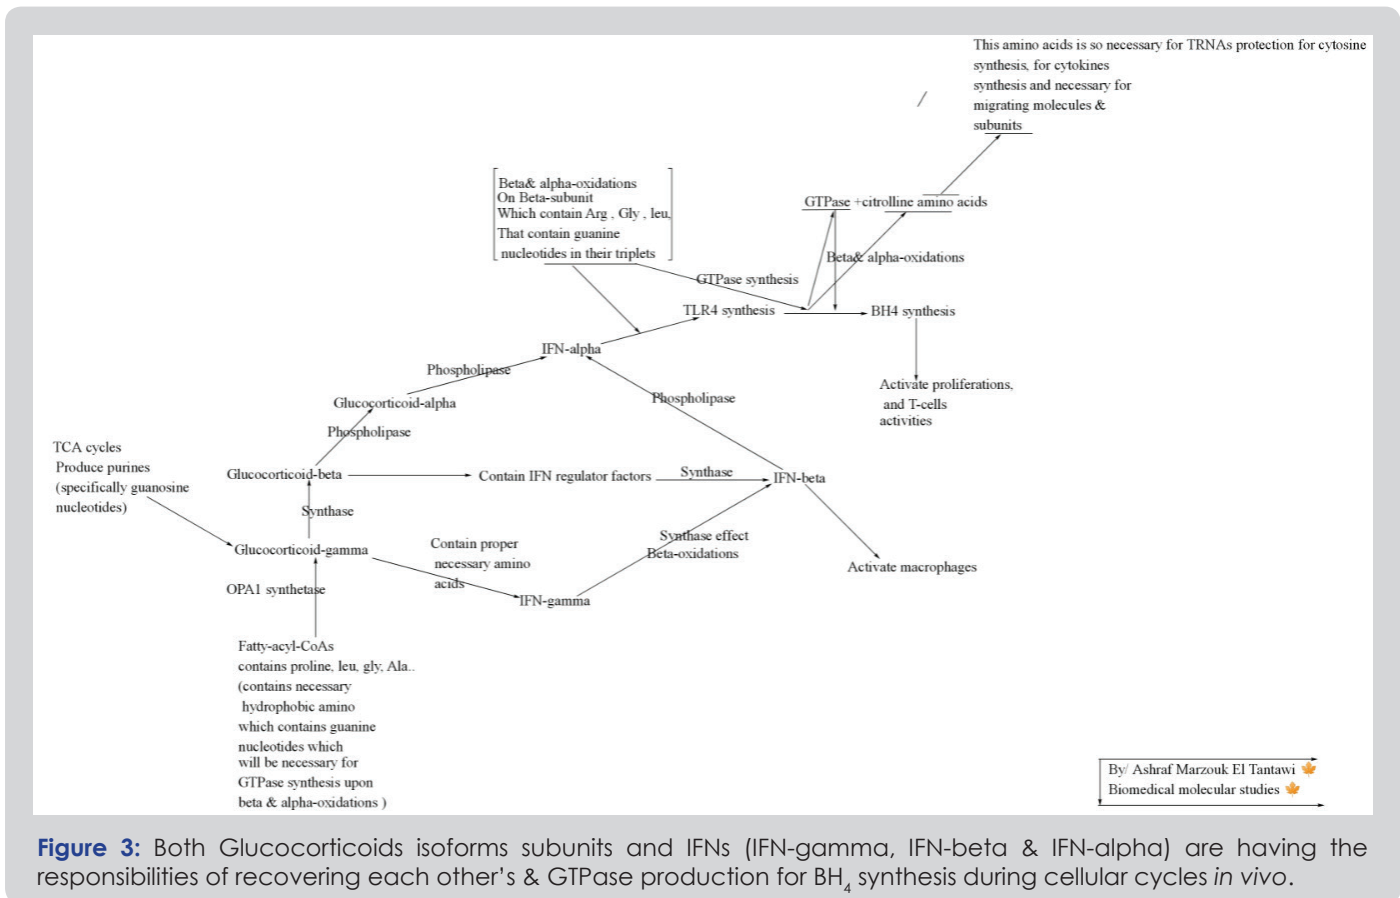 This amino acids is so necessary for TRNAs protection for cytosine
synthesis, for cytokines
synthesis and necessary for
migrating molecules &
subunits
Beta& alpha-oxidations
On Beta-subunit
Which contain Arg , Gly , leu,
That contain guanine
nucleotides in their triplets
GTPase +citrolline amino acids
Beta& alpha-oxidations
GTPase synthesis
TLR4 synthesis
BH4 synthesis
IFN-alpha
Phospholipase
Activate proliferations,
and T-cells
activities
Glucocorticoid-alpha
Phospholipase
Phospholipase
TCA cycles
Produce purines
(specifically guanosine
nucleotides)
Glucocorticoid-beta
Contain IFN regulator factors
Synthase
IFN-beta
Synthase
Glucocorticoid-gamma
Contain proper
necessary amino
acids
Synthase effect
Beta-oxidations
Activate macrophages
OPA1 synthetase
IFN-gamma
Fatty-acyl-CoAs
contains proline, leu, gly, Ala..
(contains necessary
hydrophobic amino
which contains guanine
nucleotides which
will be necessary for
GTPase synthesis upon
beta & alpha-oxidations )
By/ Ashraf Marzouk El Tantawi 🍁
Biomedical molecular studies 🍁
Figure 3: Both Glucocorticoids isoforms subunits and IFNs (IFN-gamma, IFN-beta & IFN-alpha) are having the
responsibilities of recovering each other's & GTPase production for BH₄ synthesis during cellular cycles in vivo.